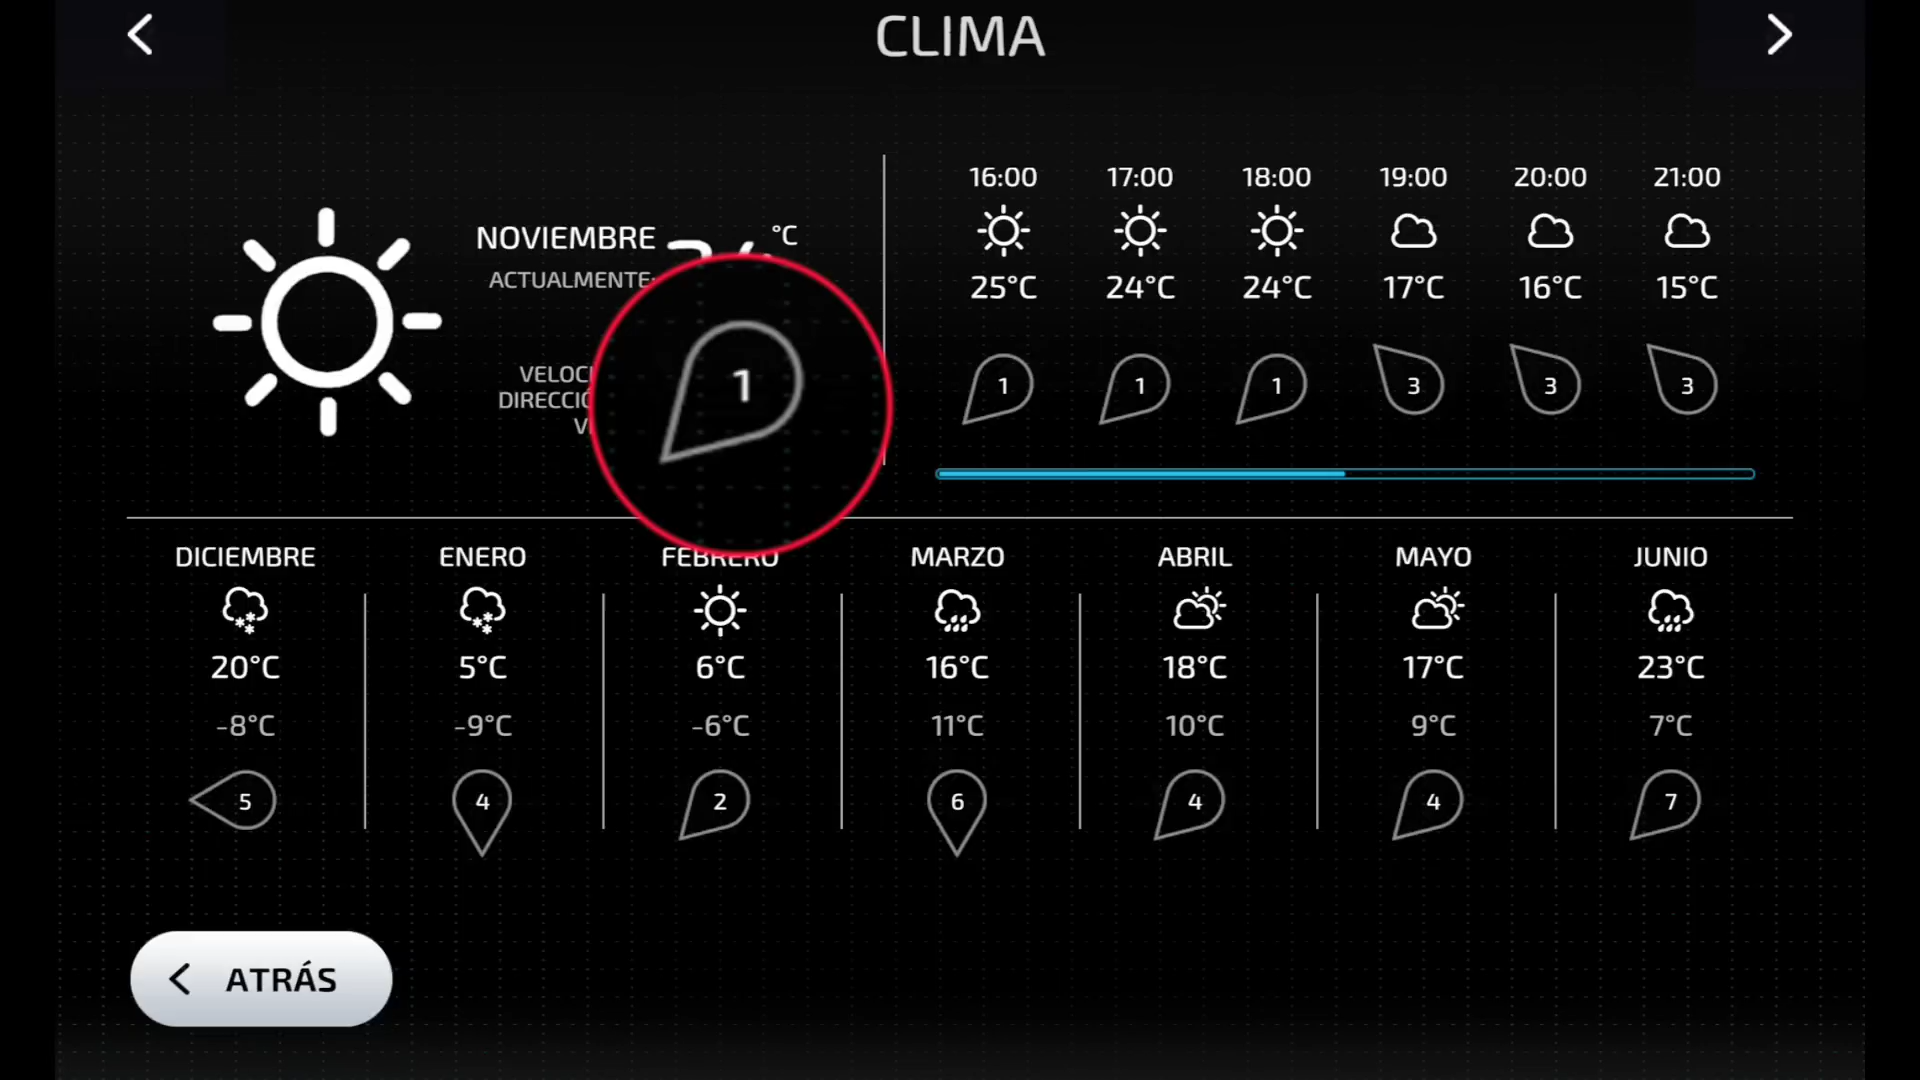 CLIMA
NOVIEMBRE
°C
ACTUALMENTE:
1
16:00 17:00 18:00 19:00 20:00 21:00
25°C 24°C 24°C 17°C 16°C 15°C
1 1 1 3 3 3
DICIEMBRE ENERO FEBRERO MARZO ABRIL MAYO JUNIO
20°C 5°C 6°C 16°C 18°C 17°C 23°C
-8°C -9°C -6°C 11°C 10°C 9°C 7°C
5 4 2 6 4 4 7
ATRÁS